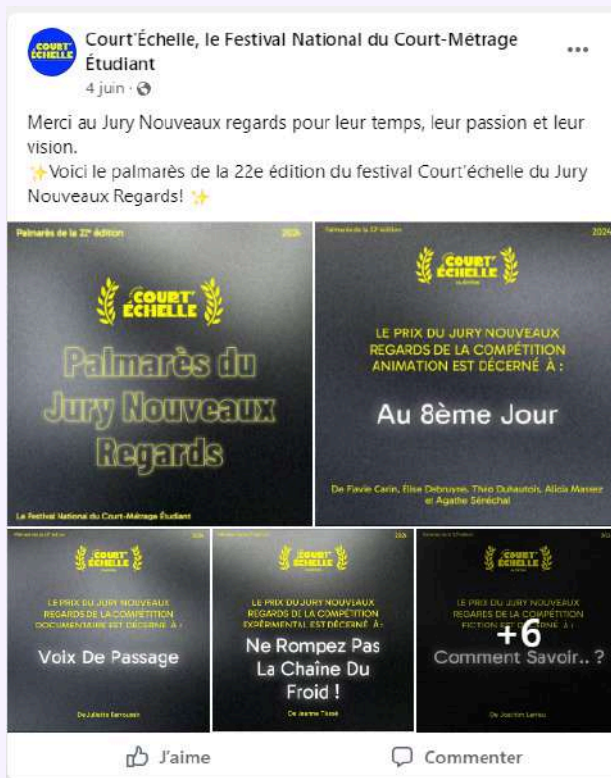 Court'Échelle, le Festival National du Court-Métrage
Étudiant
4 juin
Merci au Jury Nouveaux regards pour leur temps, leur passion et leur
vision.
✨Voici le palmarès de la 22e édition du festival Court'échelle du Jury
Nouveaux Regards! ✨
Palmarès de la 22e édition 2024
COURT'
ÉCHELLE
Palmarès du
Jury Nouveaux
Regards
Le Festival National du Court-Métrage Étudiant
Palmarès de la 22e édition 2024
COURT'
ÉCHELLE
LE PRIX DU JURY NOUVEAUX
REGARDS DE LA COMPÉTITION
ANIMATION EST DÉCERNÉ À :
Au 8ème Jour
De Flavie Carin, Elise Debruyne, Théo Duhautois, Alicia Massez
et Agathe Sénéchal
COURT'
ÉCHELLE
LE PRIX DU JURY NOUVEAUX
REGARDS DE LA COMPÉTITION
DOCUMENTAIRE EST DÉCERNÉ À :
Voix De Passage
De Juliette
COURT'
ÉCHELLE
LE PRIX DU JURY NOUVEAUX
REGARDS DE LA COMPÉTITION
EXPÉRIMENTAL EST DÉCERNÉ À :
Ne Rompez Pas
La Chaîne Du
Froid !
De Jeanne
COURT'
ÉCHELLE
LE PRIX DU JURY NOUVEAUX
REGARDS DE LA COMPÉTITION
FICTION EST DÉCERNÉ À :
+6
Comment Savoir..?
De Joachim
J'aime
Commenter